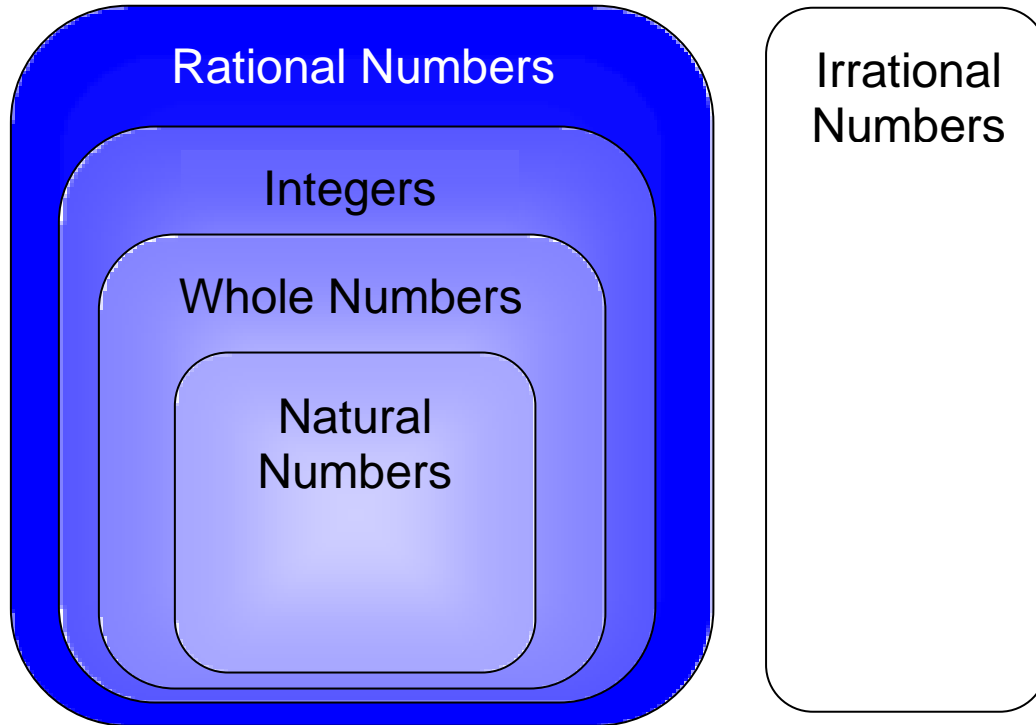 Rational Numbers
Integers
Whole Numbers
Natural
Numbers
Irrational
Numbers